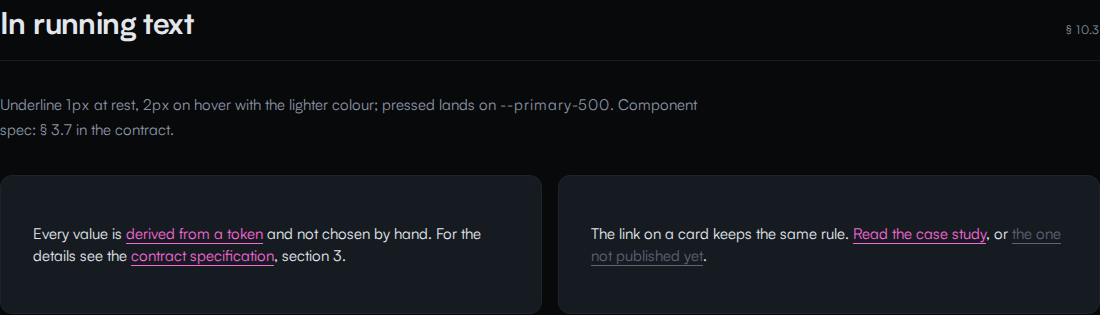 In running text
§ 10.3
Underline 1px at rest, 2px on hover with the lighter colour; pressed lands on --primary-500. Component
spec: § 3.7 in the contract.
Every value is derived from a token and not chosen by hand. For the
details see the contract specification, section 3.
The link on a card keeps the same rule. Read the case study, or the one
not published yet.